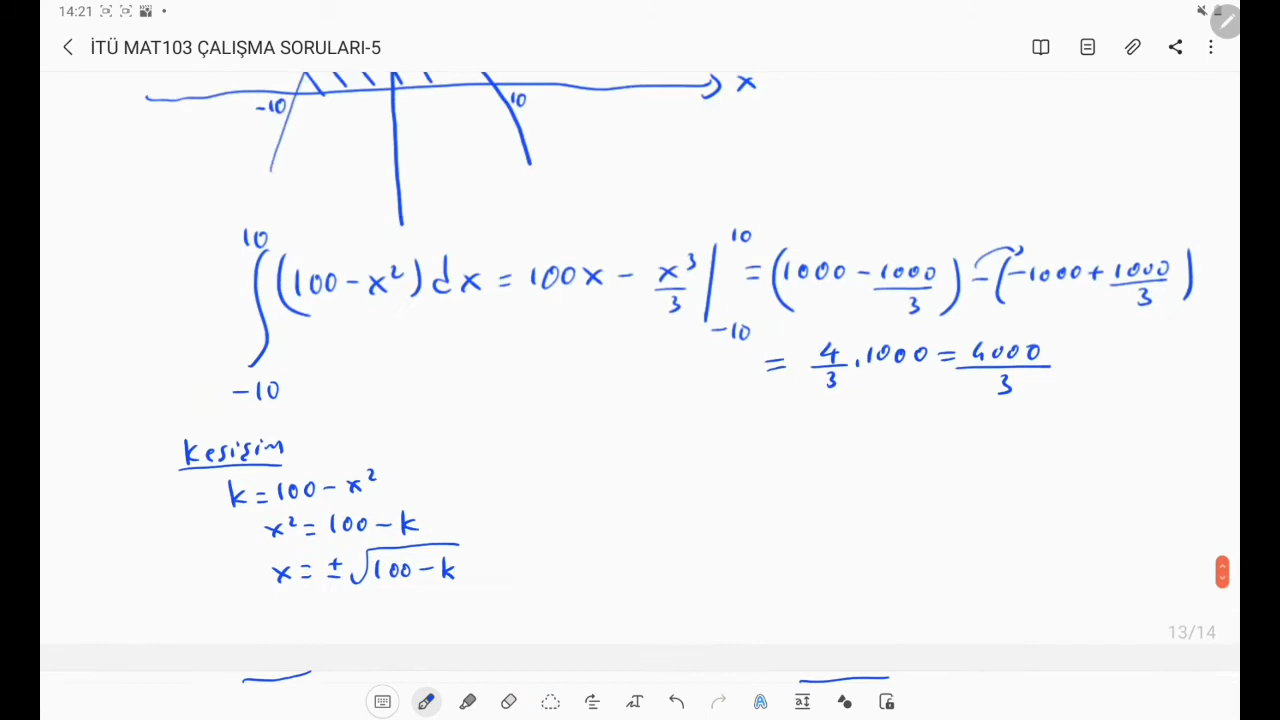 14:21
İTÜ MAT103 ÇALIŞMA SORULARI-5
-10 10 x
∫_{-10}^{10} (100 - x²) dx = 100x - x³/3 |_{-10}^{10} = (1000 - 1000/3) - (-1000 + 1000/3)
= 4/3 . 1000 = 4000/3
Kesişim
k = 100 - x²
x² = 100 - k
x = ± √(100 - k)
13/14